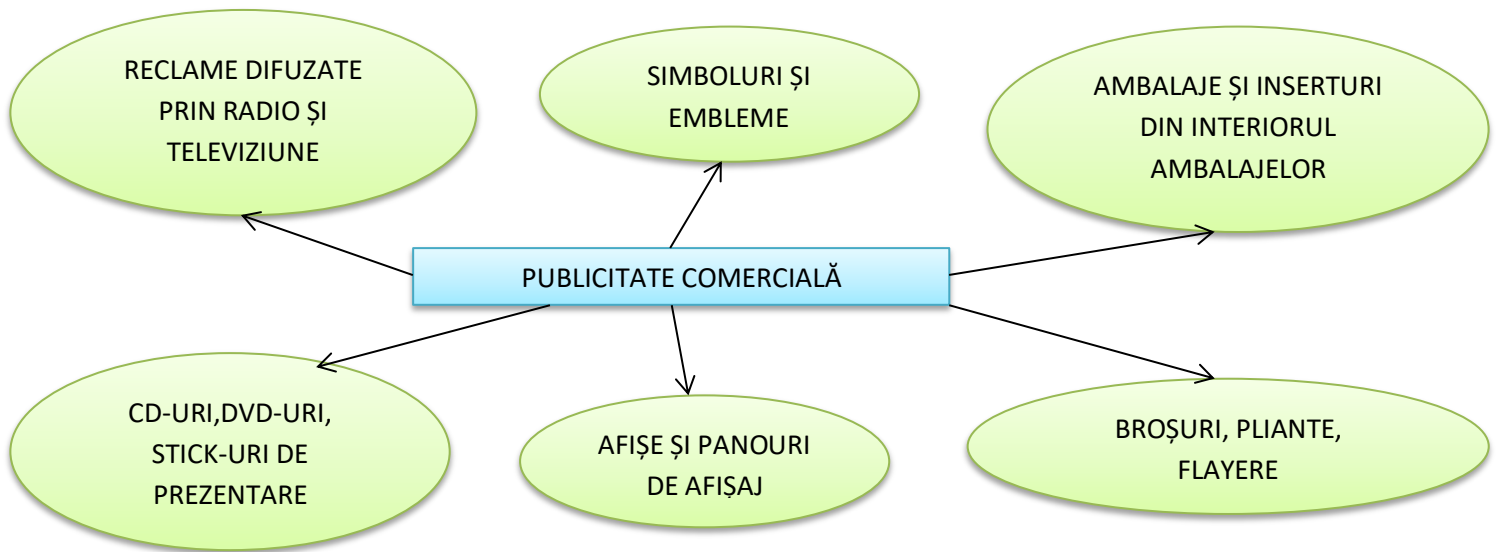 RECLAME DIFUZATE
PRIN RADIO ȘI
TELEVIZIUNE
SIMBOLURI ȘI
EMBLEME
AMBALAJE ȘI INSERTURI
DIN INTERIORUL
AMBALAJELOR
PUBLICITATE COMERCIALĂ
CD-URI,DVD-URI,
STICK-URI DE
PREZENTARE
AFIȘE ȘI PANOURI
DE AFIȘAJ
BROȘURI, PLIANTE,
FLAYERE